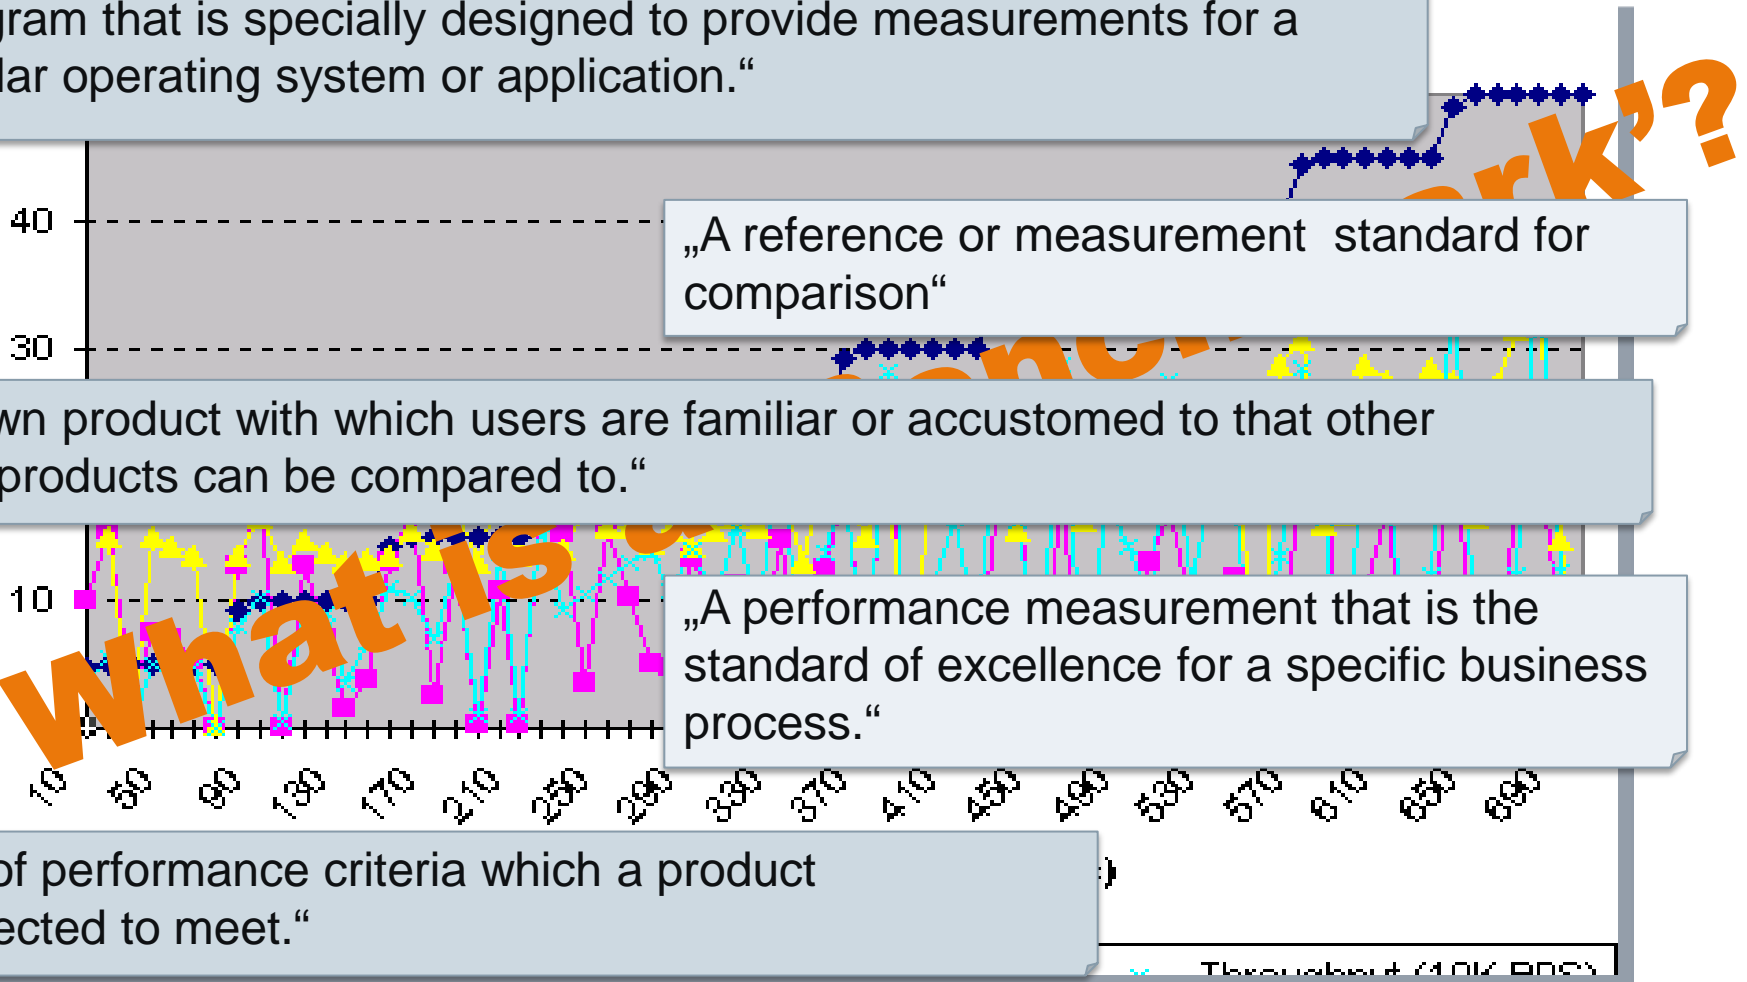 gram that is specially designed to provide measurements for a
lar operating system or application.“
„A reference or measurement  standard for
comparison“
wn product with which users are familiar or accustomed to that other
products can be compared to.“
„A performance measurement that is the
standard of excellence for a specific business
process.“
of performance criteria which a product
ected to meet.“
What is
ark’?
40
30
10
10 50 90 130 170 210 250 290 330 370 410 450 490 530 570 610 650 690
)
Throughput (10K BPS)